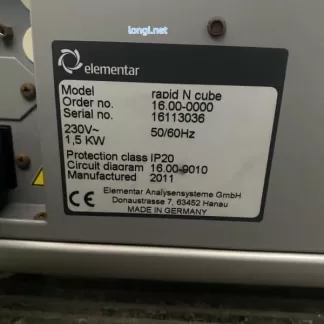 longi.net
elementar
Model rapid N cube
Order no. 16.00-0000
Serial no. 16113036
230V~ 50/60Hz
1,5 KW
Protection class IP20
Circuit diagram 16.00-9010
Manufactured 2011
Elementar Analysensysteme GmbH
Donaustrasse 7, 63452 Hanau
CE MADE IN GERMANY